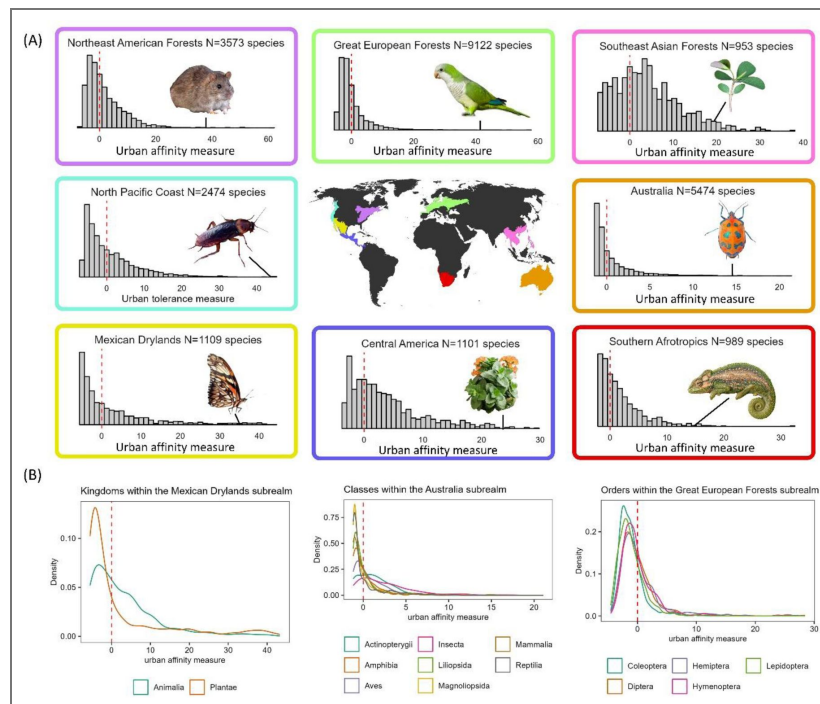 (A)
Northeast American Forests N=3573 species
0 20 40 60
Urban affinity measure
Great European Forests N=9122 species
0 20 40 60
Urban affinity measure
Southeast Asian Forests N=953 species
0 10 20 30 40
Urban affinity measure
North Pacific Coast N=2474 species
0 10 20 30 40
Urban tolerance measure
Australia N=5474 species
0 5 10 15 20
Urban affinity measure
Mexican Drylands N=1109 species
0 10 20 30 40
Urban affinity measure
Central America N=1101 species
0 10 20 30
Urban affinity measure
Southern Afrotropics N=989 species
0 10 20 30
Urban affinity measure
(B)
Kingdoms within the Mexican Drylands subrealm
Density
0.10
0.05
0.00
0 10 20 30 40
urban affinity measure
Animalia Plantae
Classes within the Australia subrealm
Density
0.75
0.50
0.25
0.00
0 5 10 15 20
urban affinity measure
Actinopterygii Insecta Mammalia
Amphibia Liliopsida Reptilia
Aves Magnoliopsida
Orders within the Great European Forests subrealm
Density
0.2
0.1
0.0
0 10 20 30
urban affinity measure
Coleoptera Hemiptera Lepidoptera
Diptera Hymenoptera